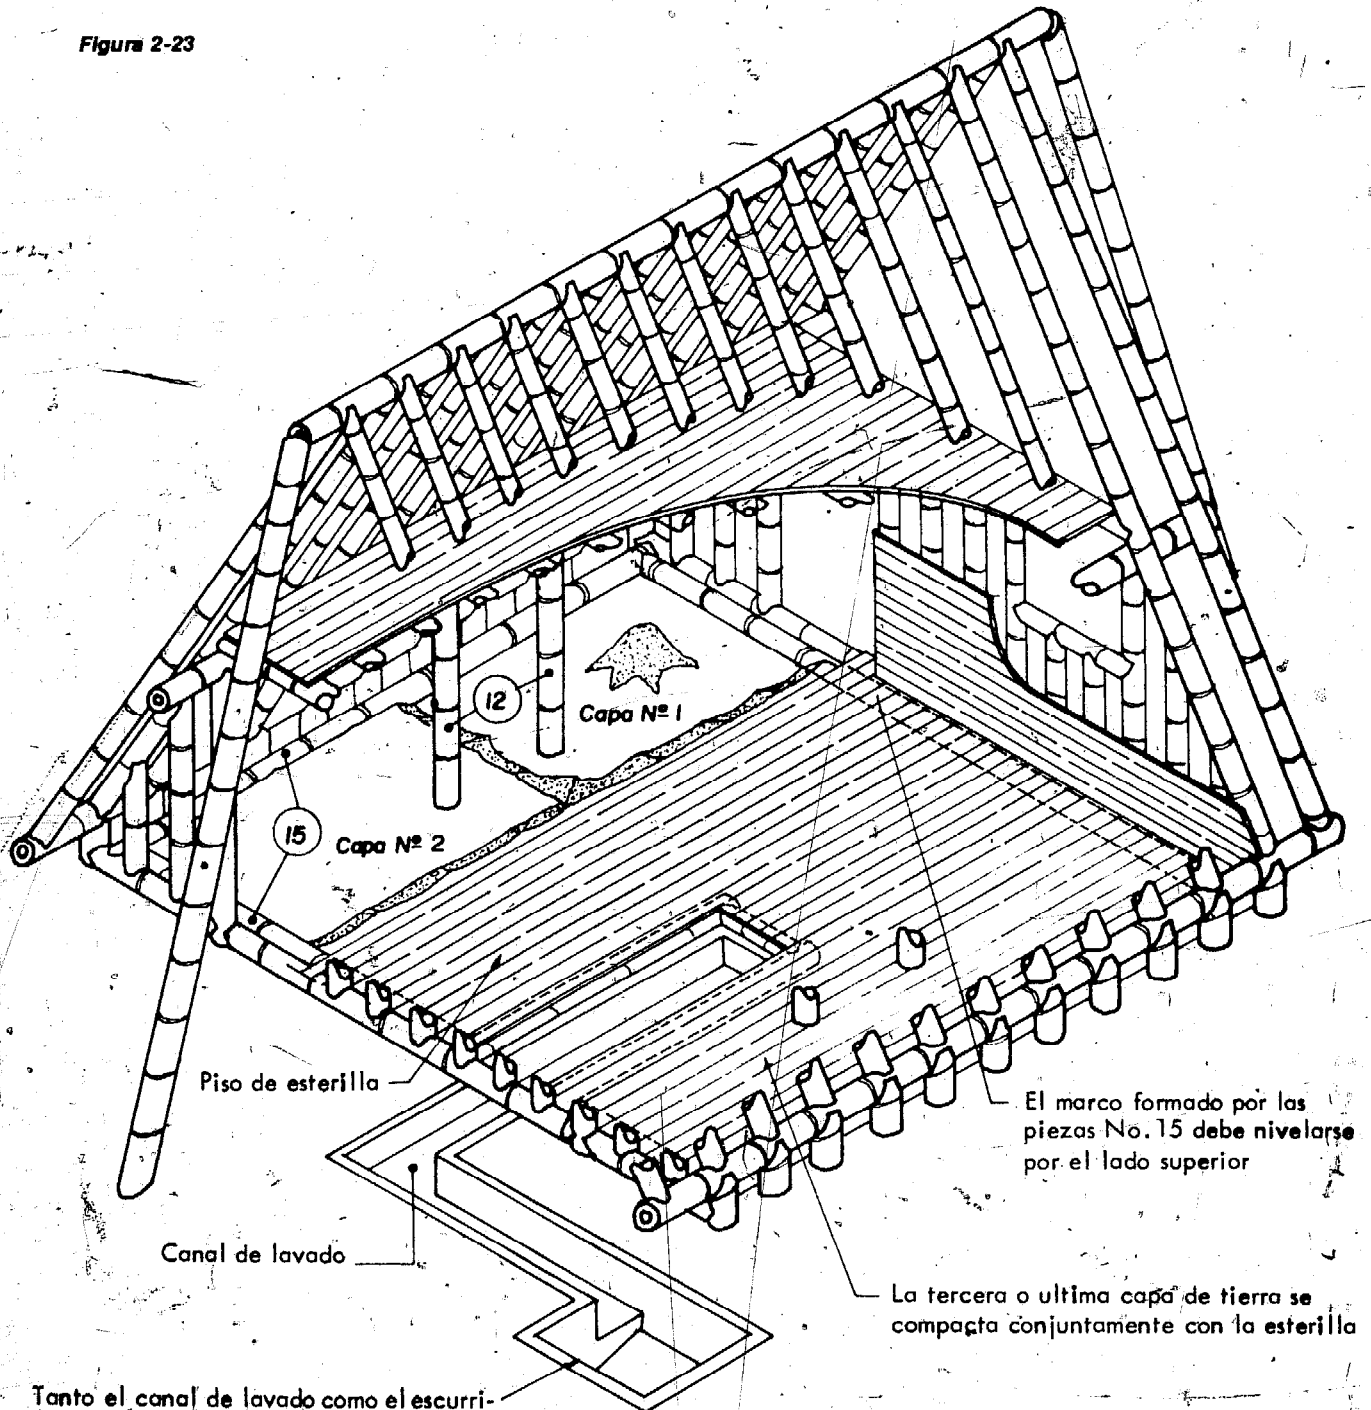 Figura 2-23
12
Capa Nº 1
15
Capa Nº 2
Piso de esterilla
El marco formado por las
piezas No. 15 debe nivelarse
por el lado superior
Canal de lavado
La tercera o ultima capa de tierra se
compacta conjuntamente con la esterilla
Tanto el canal de lavado como el escurri-